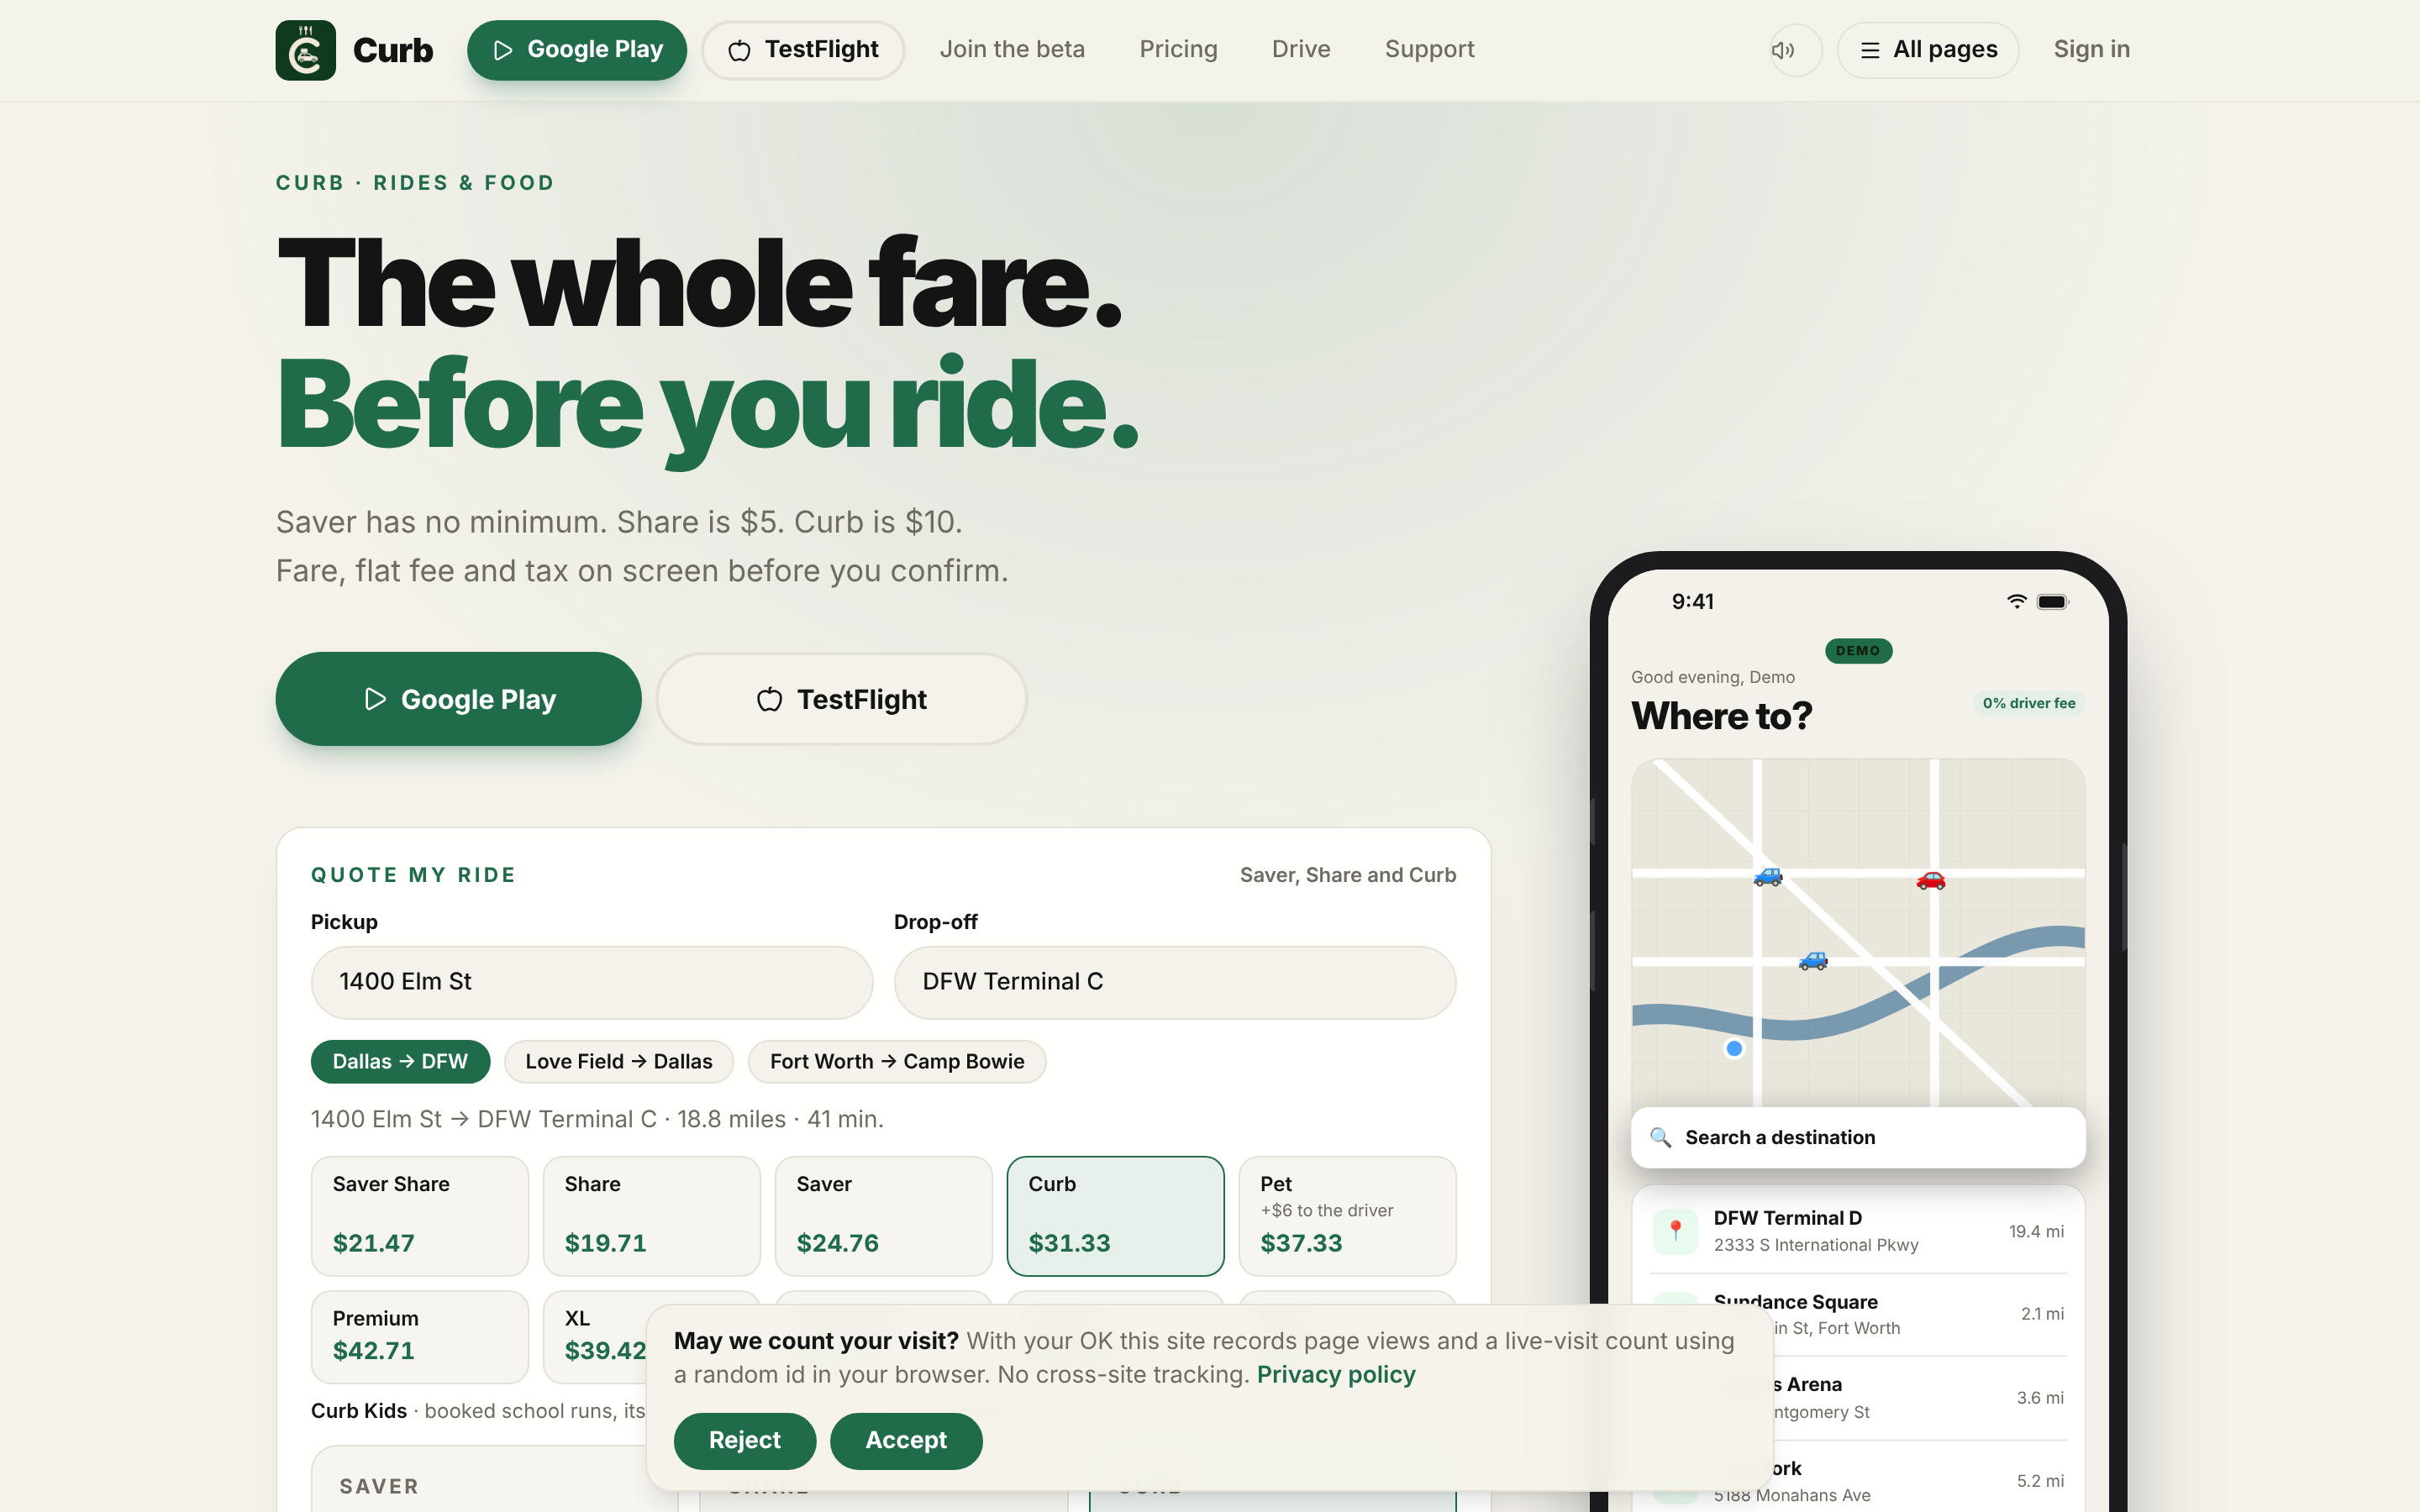 Curb
Google Play
TestFlight
Join the beta
Pricing
Drive
Support
All pages
Sign in
CURB · RIDES & FOOD
The whole fare.
Before you ride.
Saver has no minimum. Share is $5. Curb is $10.
Fare, flat fee and tax on screen before you confirm.
Google Play
TestFlight
QUOTE MY RIDE
Saver, Share and Curb
Pickup
Drop-off
1400 Elm St
DFW Terminal C
Dallas → DFW
Love Field → Dallas
Fort Worth → Camp Bowie
1400 Elm St → DFW Terminal C · 18.8 miles · 41 min.
Saver Share
$21.47
Share
$19.71
Saver
$24.76
Curb
$31.33
Pet
+$6 to the driver
$37.33
Premium
$42.71
XL
$39.42
Curb Kids · booked school runs, its
SAVER
9:41
DEMO
Good evening, Demo
Where to?
0% driver fee
🔍 Search a destination
DFW Terminal D
2333 S International Pkwy
19.4 mi
Sundance Square
in St, Fort Worth
2.1 mi
s Arena
ntgomery St
3.6 mi
ork
5188 Monahans Ave
5.2 mi
May we count your visit? With your OK this site records page views and a live-visit count using
a random id in your browser. No cross-site tracking. Privacy policy
Reject
Accept